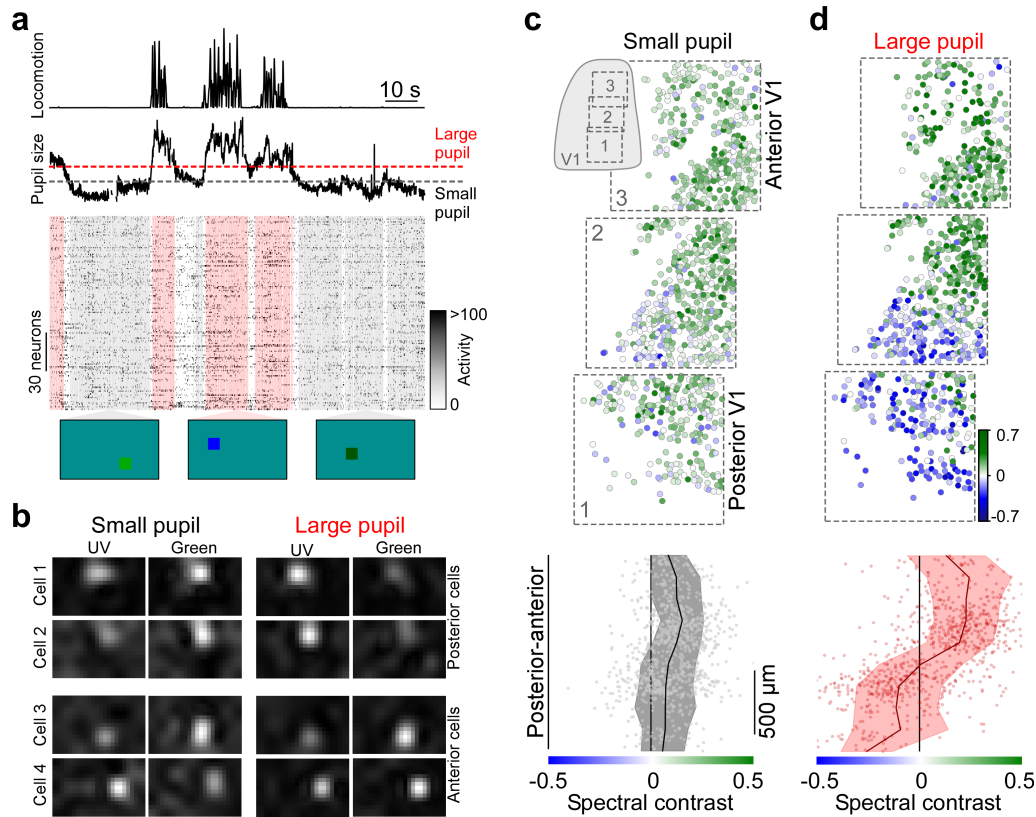 a
Locomotion
10 s
Pupil size
Large
pupil
Small
pupil
30 neurons
>100
Activity
0
b
Small pupil
Large pupil
UV
Green
UV
Green
Cell 1
Cell 2
Posterior cells
Cell 3
Cell 4
Anterior cells
c
Small pupil
3
2
1
V1
3
2
1
Anterior V1
Posterior V1
Posterior-anterior
500 µm
-0.5
0
0.5
Spectral contrast
d
Large pupil
0.7
0
-0.7
-0.5
0
0.5
Spectral contrast